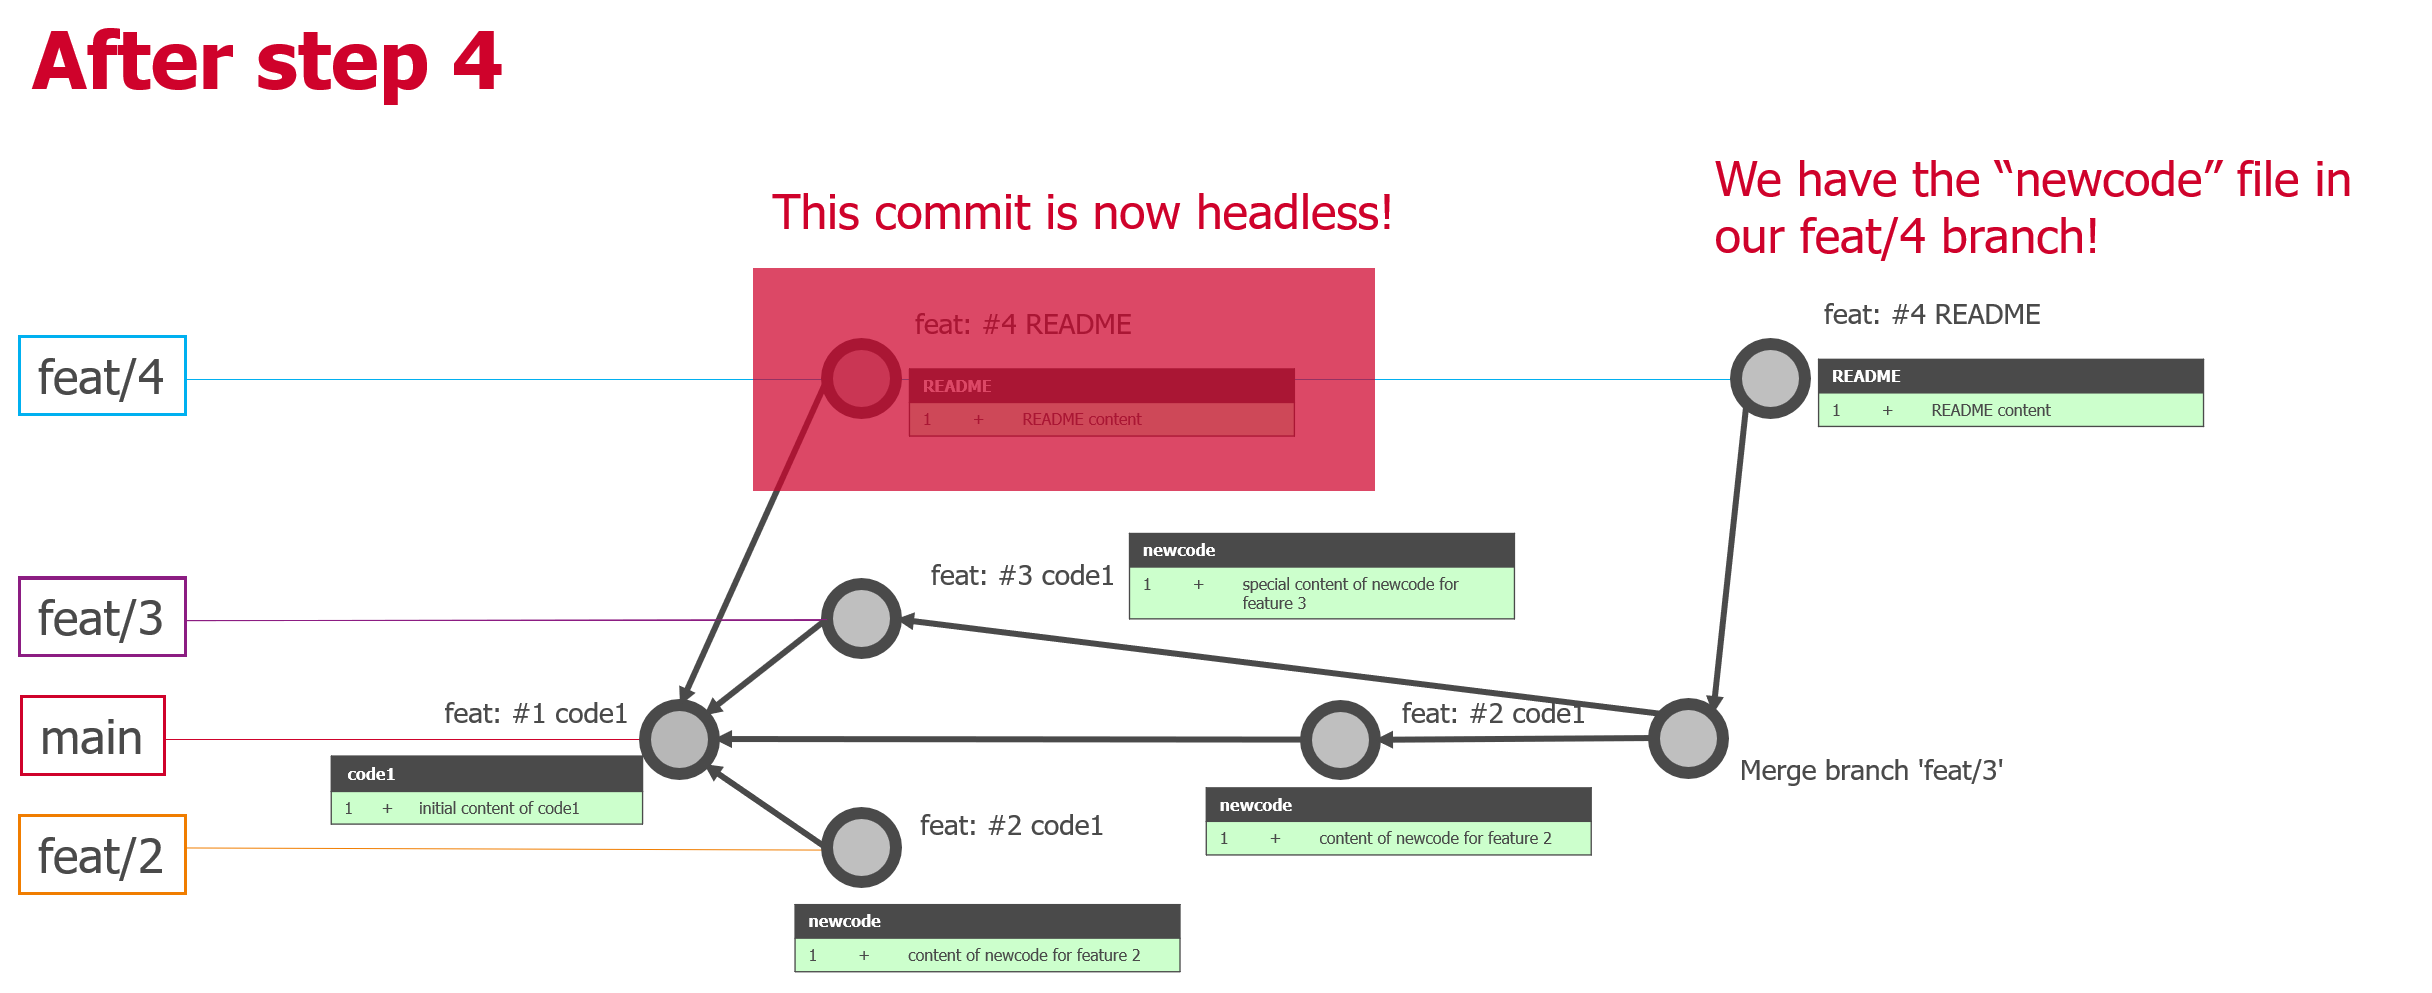 After step 4
This commit is now headless!
We have the “newcode” file in
our feat/4 branch!
feat/4
feat: #4 README
README
1 + README content
feat: #4 README
README
1 + README content
feat/3
feat: #3 code1
newcode
1 + special content of newcode for
feature 3
main
feat: #1 code1
code1
1 + initial content of code1
feat: #2 code1
newcode
1 + content of newcode for feature 2
Merge branch 'feat/3'
feat/2
feat: #2 code1
newcode
1 + content of newcode for feature 2